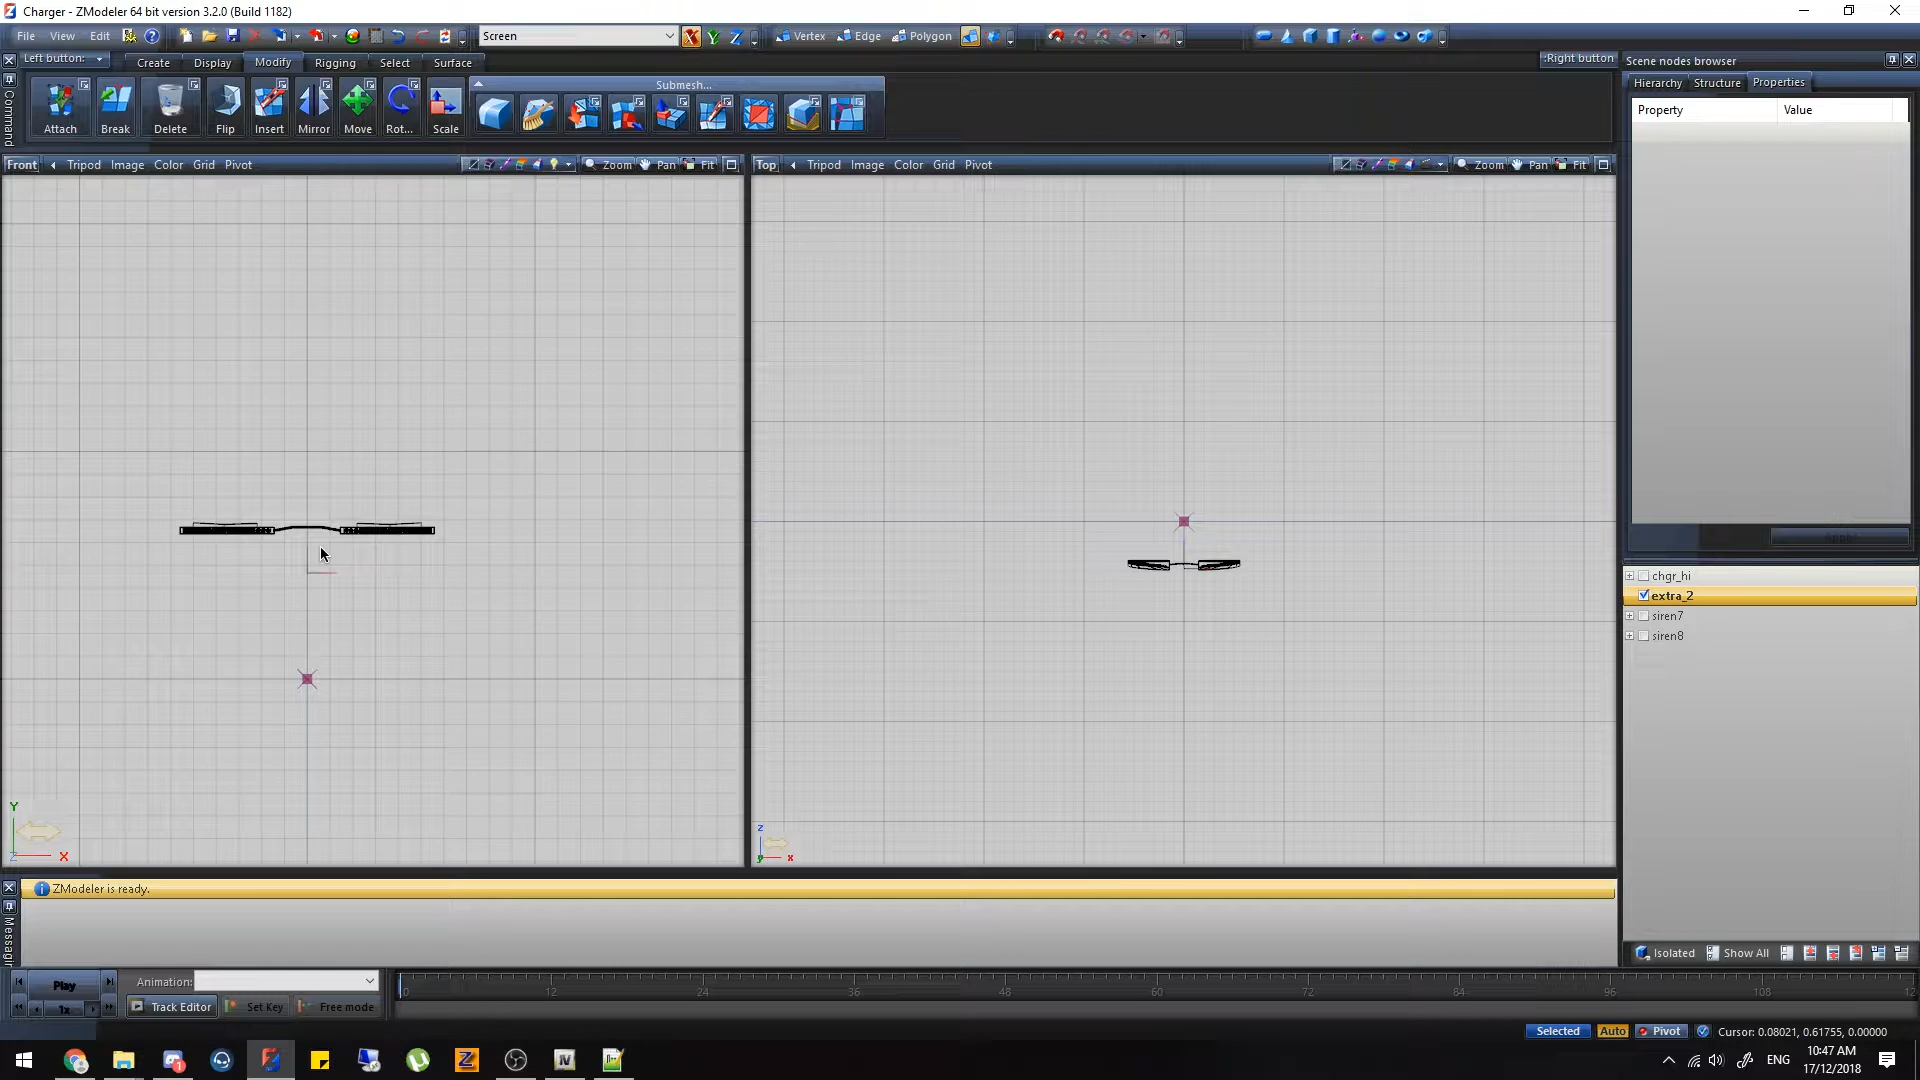 Charger - ZModeler 64 bit version 3.2.0 (Build 1182)
File View Edit Screen X Y Z Vertex Edge Polygon
Left button: Create Display Modify Rigging Select Surface :Right button
Scene nodes browser
Hierarchy Structure Properties
Command
Submesh...
Attach Break Delete Flip Insert Mirror Move Rot... Scale
Property Value
Front Tripod Image Color Grid Pivot Zoom Pan Fit
Top Tripod Image Color Grid Pivot Zoom Pan Fit
chgr_hi
extra_2
siren7
siren8
Y
Z X
z
y x
ZModeler is ready.
Isolated Show All
Play Animation:
0 12 24 36 48 60 72 84 96 108 12
1x Track Editor Set Key Free mode
Selected Auto Pivot Cursor: 0.08021, 0.61755, 0.00000
ENG
10:47 AM
17/12/2018